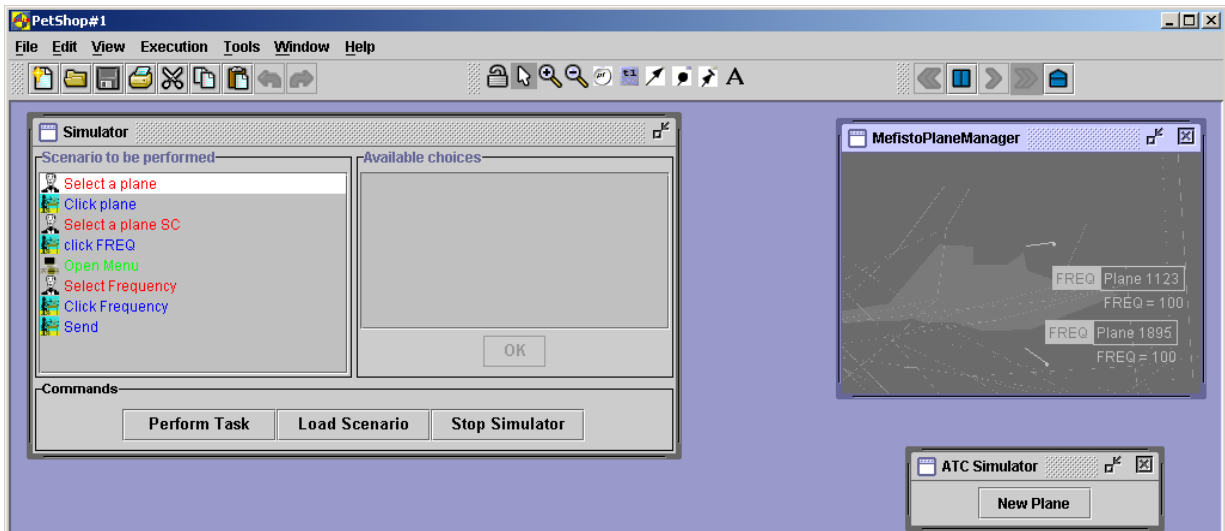 PetShop#1
File Edit View Execution Tools Window Help
A
Simulator
Scenario to be performed
Select a plane
Click plane
Select a plane SC
click FREQ
Open Menu
Select Frequency
Click Frequency
Send
Available choices
OK
Commands
Perform Task Load Scenario Stop Simulator
MefistoPlaneManager
FREQ Plane 1123
FREQ = 100
FREQ Plane 1895
FREQ = 100
ATC Simulator
New Plane